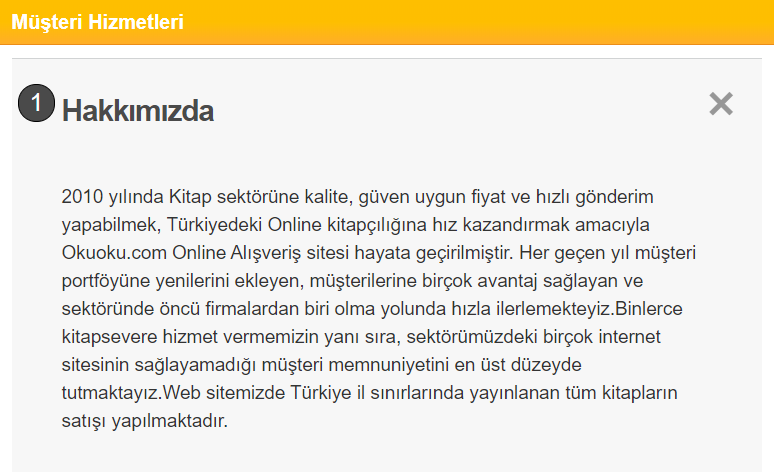 Müşteri Hizmetleri
1 Hakkımızda
2010 yılında Kitap sektörüne kalite, güven uygun fiyat ve hızlı gönderim
yapabilmek, Türkiyedeki Online kitapçılığına hız kazandırmak amacıyla
Okuoku.com Online Alışveriş sitesi hayata geçirilmiştir. Her geçen yıl müşteri
portföyüne yenilerini ekleyen, müşterilerine birçok avantaj sağlayan ve
sektöründe öncü firmalardan biri olma yolunda hızla ilerlemekteyiz.Binlerce
kitapsevere hizmet vermemizin yanı sıra, sektörümüzdeki birçok internet
sitesinin sağlayamadığı müşteri memnuniyetini en üst düzeyde
tutmaktayız.Web sitemizde Türkiye il sınırlarında yayınlanan tüm kitapların
satışı yapılmaktadır.